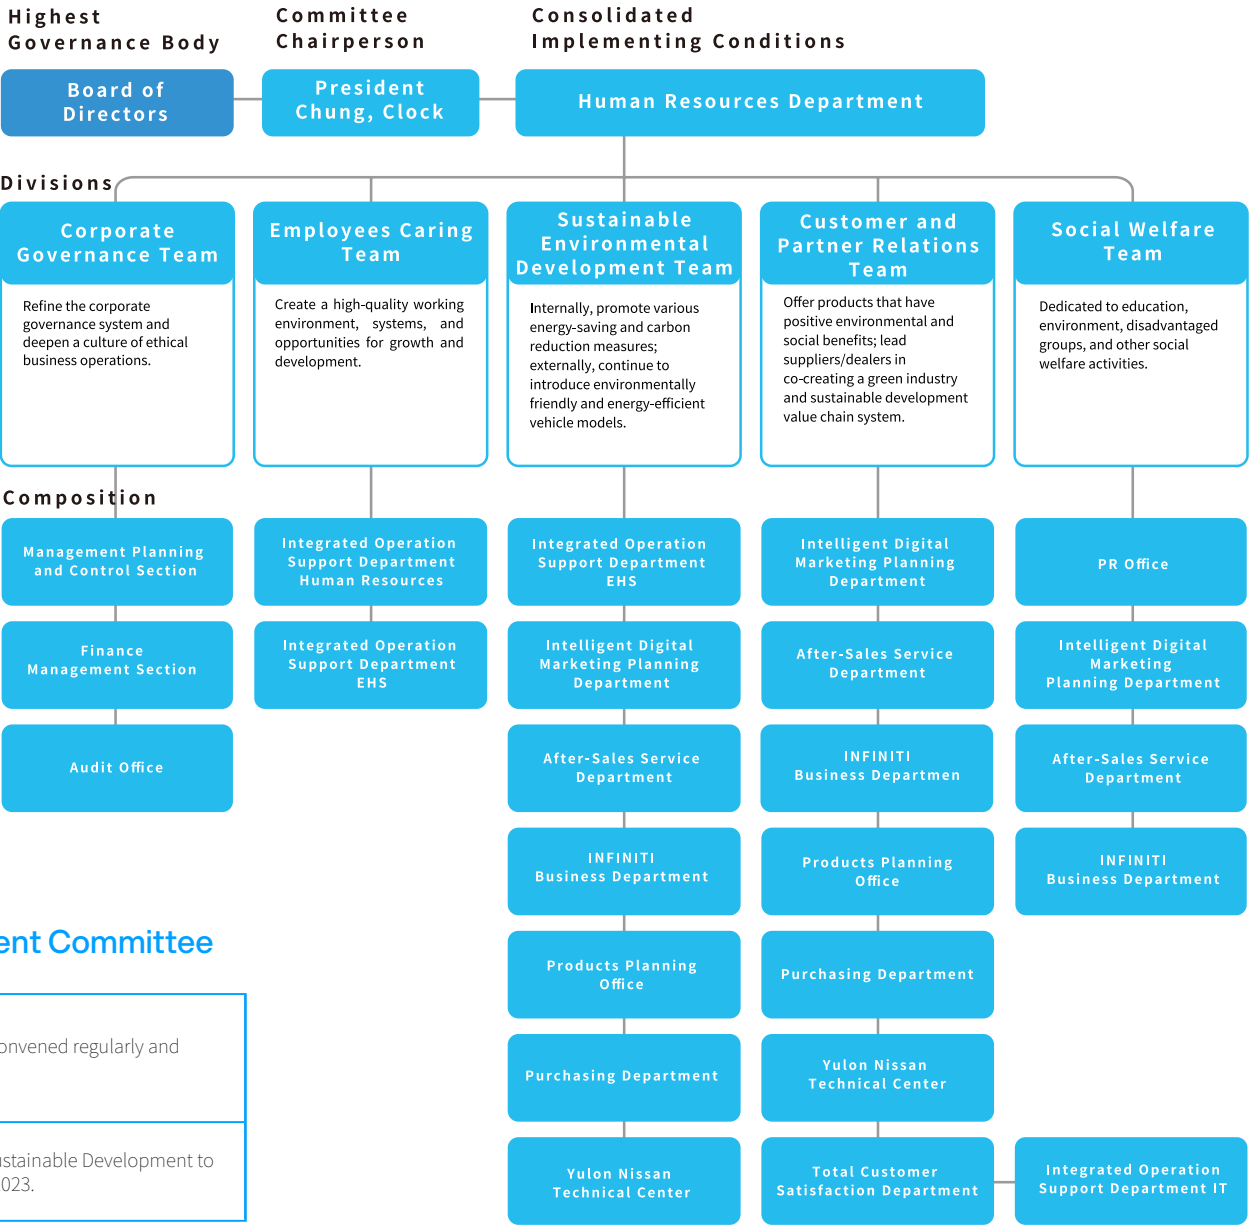 Highest
Governance Body
Committee
Chairperson
Consolidated
Implementing Conditions
Board of
Directors
President
Chung, Clock
Human Resources Department
Divisions
Corporate
Governance Team
Refine the corporate
governance system and
deepen a culture of ethical
business operations.
Employees Caring
Team
Create a high-quality working
environment, systems, and
opportunities for growth and
development.
Sustainable
Environmental
Development Team
Internally, promote various
energy-saving and carbon
reduction measures;
externally, continue to
introduce environmentally
friendly and energy-efficient
vehicle models.
Customer and
Partner Relations
Team
Offer products that have
positive environmental and
social benefits; lead
suppliers/dealers in
co-creating a green industry
and sustainable development
value chain system.
Social Welfare
Team
Dedicated to education,
environment, disadvantaged
groups, and other social
welfare activities.
Composition
Management Planning
and Control Section
Finance
Management Section
Audit Office
Integrated Operation
Support Department
Human Resources
Integrated Operation
Support Department
EHS
Integrated Operation
Support Department
EHS
Intelligent Digital
Marketing Planning
Department
After-Sales Service
Department
INFINITI
Business Department
Products Planning
Office
Purchasing Department
Yulon Nissan
Technical Center
Intelligent Digital
Marketing Planning
Department
After-Sales Service
Department
INFINITI
Business Departmen
Products Planning
Office
Purchasing Department
Yulon Nissan
Technical Center
Total Customer
Satisfaction Department
PR Office
Intelligent Digital
Marketing
Planning Department
After-Sales Service
Department
INFINITI
Business Department
Integrated Operation
Support Department IT
ent Committee
onvened regularly and
ustainable Development to
023.